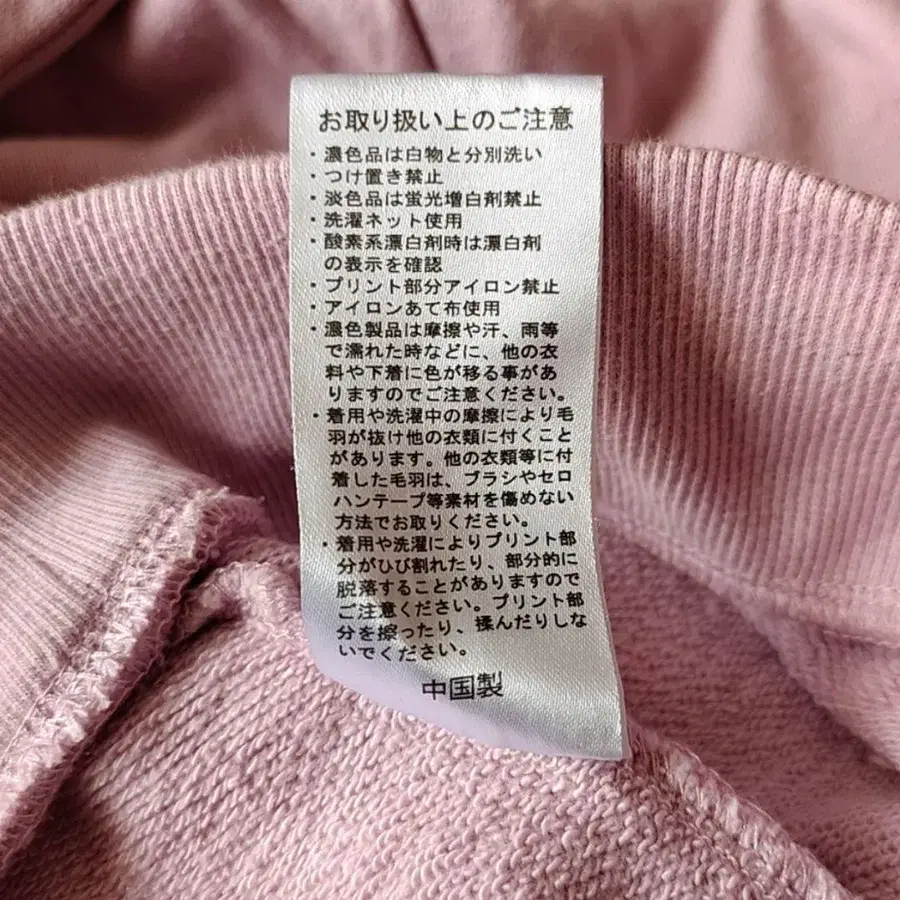 お取り扱い上のご注意
・濃色品は白物と分別洗い
・つけ置き禁止
・淡色品は蛍光増白剤禁止
・洗濯ネット使用
・酸素系漂白剤時は漂白剤
の表示を確認
・プリント部分アイロン禁止
・アイロンあて布使用
・濃色製品は摩擦や汗、雨等
で濡れた時などに、他の衣
料や下着に色が移る事があ
りますのでご注意ください。
・着用や洗濯中の摩擦により毛
羽が抜け他の衣類に付くこと
があります。他の衣類等に付
着した毛羽は、ブラシやセロ
ハンテープ等素材を傷めない
方法でお取りください。
・着用や洗濯によりプリント部
分がひび割れたり、部分的に
脱落することがありますので
ご注意ください。プリント部
分を擦ったり、揉んだりしな
いでください。
中国製